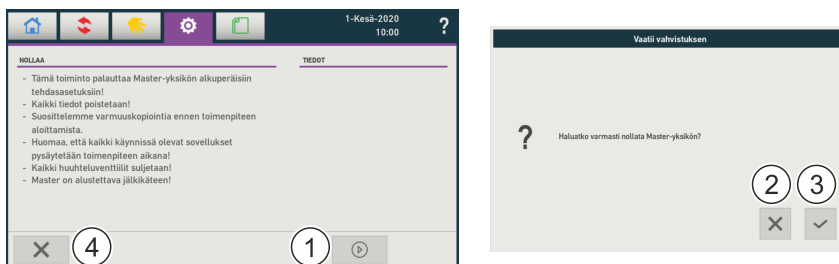 1-Kesä-2020
10:00
?
NOLLAA
TIEDOT
- Tämä toiminto palauttaa Master-yksikön alkuperäisiin
tehdasasetuksiin!
- Kaikki tiedot poistetaan!
- Suosittelemme varmuuskopiointia ennen toimenpiteen
aloittamista.
- Huomaa, että kaikki käynnissä olevat sovellukset
pysäytetään toimenpiteen aikana!
- Kaikki huuhteluventtiilit suljetaan!
- Master on alustettava jälkikäteen!
4
1
Vaatii vahvistuksen
?
Haluatko varmasti nollata Master-yksikön?
2
3